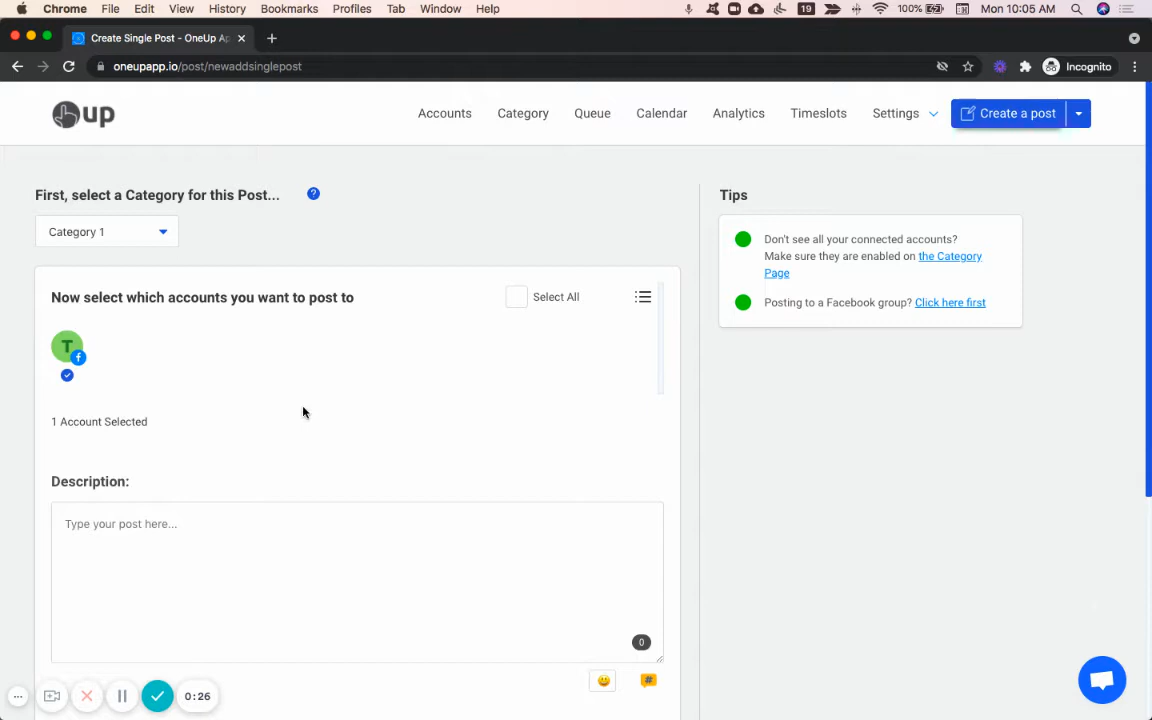 Chrome File Edit View History Bookmarks Profiles Tab Window Help 19 100% Mon 10:05 AM
Create Single Post - OneUp Ap
oneupapp.io/post/newaddsinglepost Incognito
up Accounts Category Queue Calendar Analytics Timeslots Settings Create a post
First, select a Category for this Post... ?
Category 1
Now select which accounts you want to post to Select All
T f
1 Account Selected
Description:
Type your post here...
0
#
0:26
Tips
Don't see all your connected accounts?
Make sure they are enabled on the Category
Page
Posting to a Facebook group? Click here first